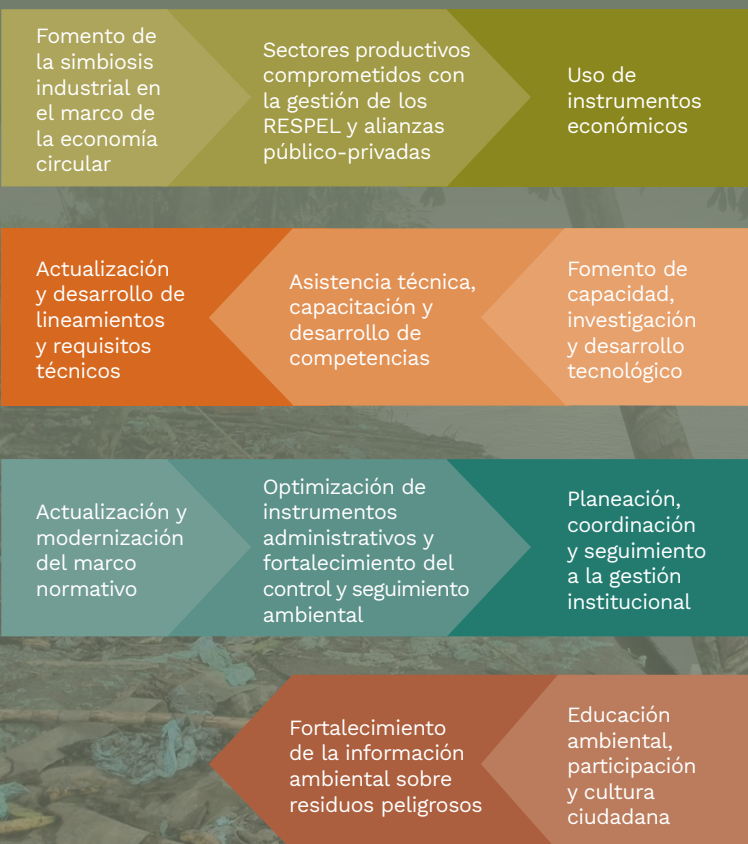 Fomento de
la simbiosis
industrial en
el marco de
la economía
circular
Sectores productivos
comprometidos con
la gestión de los
RESPEL y alianzas
público-privadas
Uso de
instrumentos
económicos
Actualización
y desarrollo de
lineamientos
y requisitos
técnicos
Asistencia técnica,
capacitación y
desarrollo de
competencias
Fomento de
capacidad,
investigación
y desarrollo
tecnológico
Actualización y
modernización
del marco
normativo
Optimización de
instrumentos
administrativos y
fortalecimiento del
control y seguimiento
ambiental
Planeación,
coordinación
y seguimiento
a la gestión
institucional
Fortalecimiento
de la información
ambiental sobre
residuos peligrosos
Educación
ambiental,
participación
y cultura
ciudadana